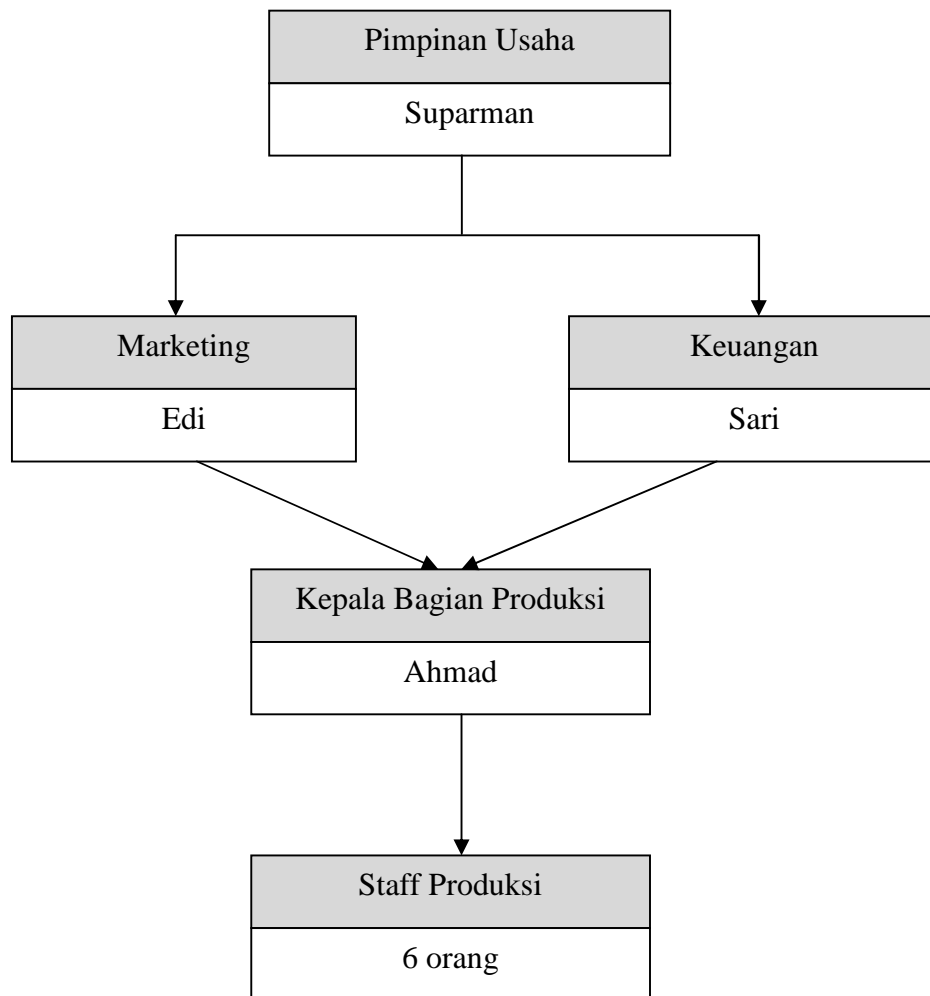 Pimpinan Usaha
Suparman
Marketing
Edi
Keuangan
Sari
Kepala Bagian Produksi
Ahmad
Staff Produksi
6 orang